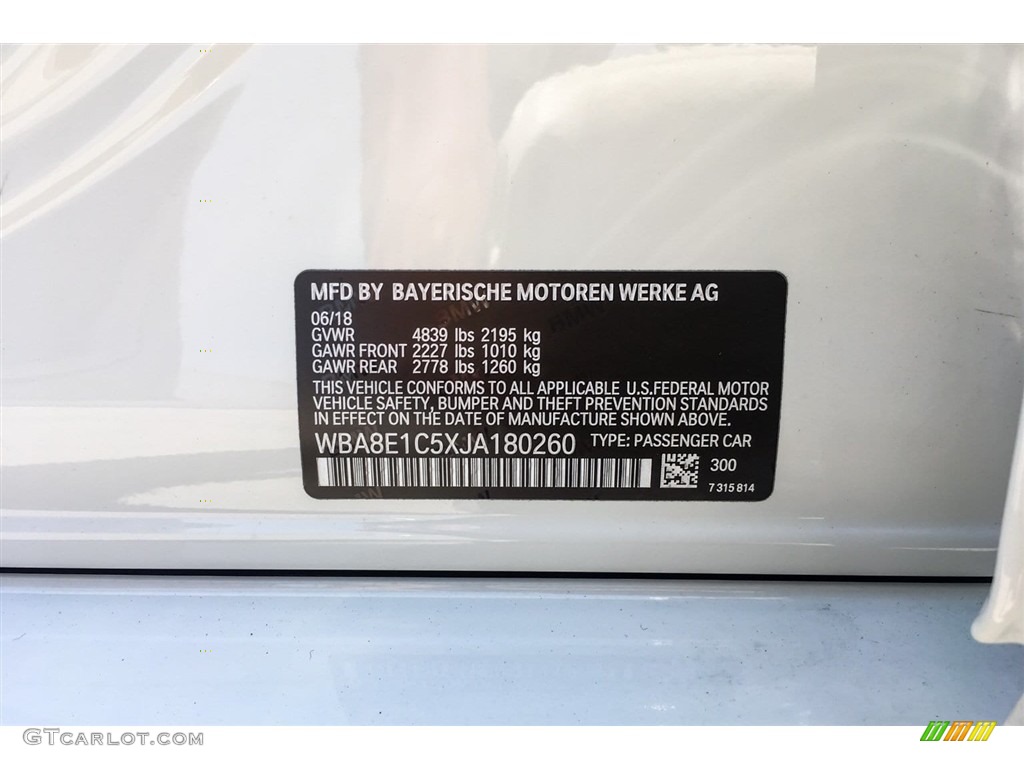 MFD BY BAYERISCHE MOTOREN WERKE AG
06/18
GVWR 4839 lbs 2195 kg
GAWR FRONT 2227 lbs 1010 kg
GAWR REAR 2778 lbs 1260 kg
THIS VEHICLE CONFORMS TO ALL APPLICABLE U.S.FEDERAL MOTOR
VEHICLE SAFETY, BUMPER AND THEFT PREVENTION STANDARDS
IN EFFECT ON THE DATE OF MANUFACTURE SHOWN ABOVE.
WBA8E1C5XJA180260 TYPE: PASSENGER CAR
300
7 315 814
GTCARLOT.COM